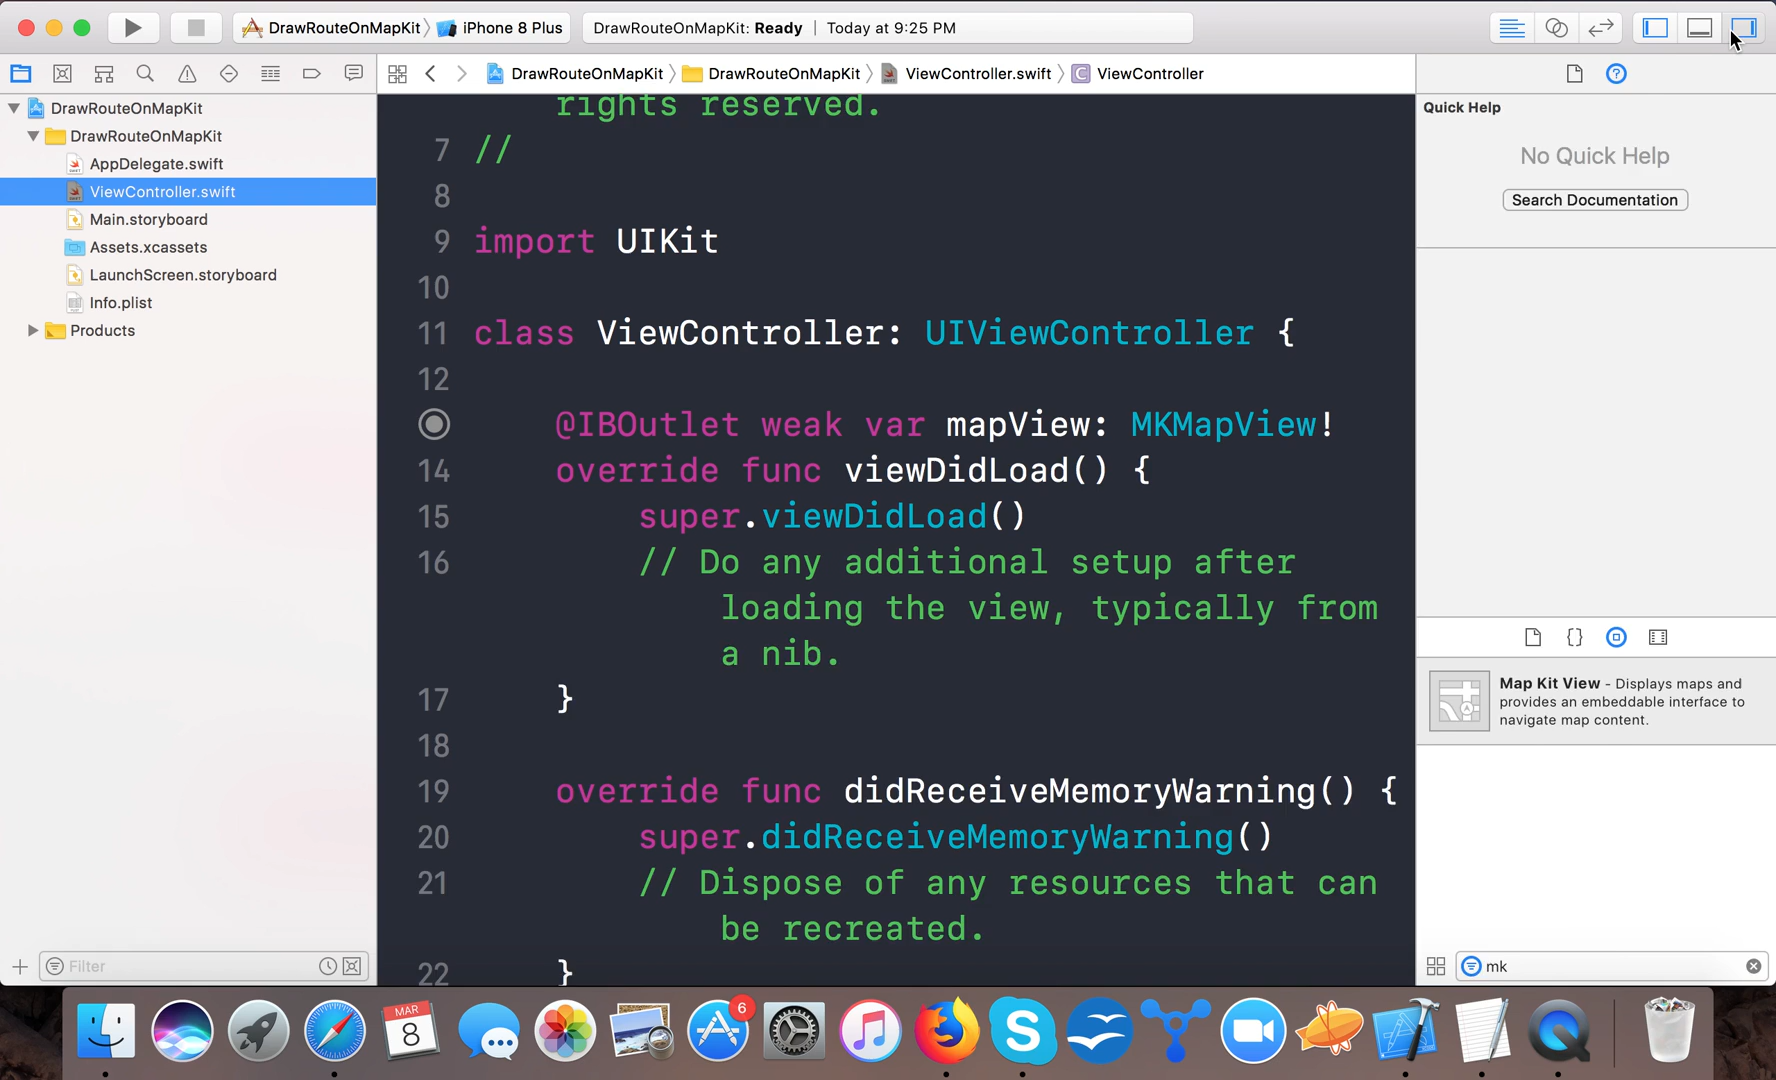 DrawRouteOnMapKit
iPhone 8 Plus
DrawRouteOnMapKit: Ready
Today at 9:25 PM
DrawRouteOnMapKit
DrawRouteOnMapKit
ViewController.swift
C
ViewController
Quick Help
No Quick Help
Search Documentation
DrawRouteOnMapKit
DrawRouteOnMapKit
AppDelegate.swift
ViewController.swift
Main.storyboard
Assets.xcassets
LaunchScreen.storyboard
Info.plist
Products
rights reserved.
7 //
8
9 import UIKit
10
11 class ViewController: UIViewController {
12
@IBOutlet weak var mapView: MKMapView!
14 override func viewDidLoad() {
15 super.viewDidLoad()
16 // Do any additional setup after
loading the view, typically from
a nib.
17 }
18
19 override func didReceiveMemoryWarning() {
20 super.didReceiveMemoryWarning()
21 // Dispose of any resources that can
be recreated.
22 }
{}
Map Kit View - Displays maps and
provides an embeddable interface to
navigate map content.
Filter
mk
MAR
8
6
S